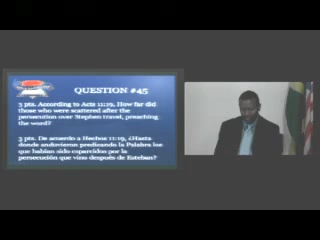 QUESTION #45
3 pts. According to Acts 11:19, How far did
those who were scattered after the
persecution over Stephen travel, preaching
the word?
3 pts. De acuerdo a Hechos 11:19, ¿Hasta
donde anduvieron predicando la Palabra los
que habían sido esparcidos por la
persecución que vino después de Esteban?